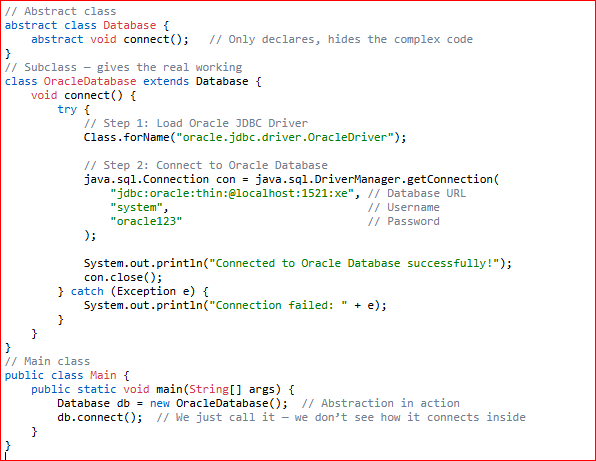 // Abstract class
abstract class Database {
    abstract void connect();   // Only declares, hides the complex code
}
// Subclass – gives the real working
class OracleDatabase extends Database {
    void connect() {
        try {
            // Step 1: Load Oracle JDBC Driver
            Class.forName("oracle.jdbc.driver.OracleDriver");

            // Step 2: Connect to Oracle Database
            java.sql.Connection con = java.sql.DriverManager.getConnection(
                "jdbc:oracle:thin:@localhost:1521:xe", // Database URL
                "system",                              // Username
                "oracle123"                            // Password
            );

            System.out.println("Connected to Oracle Database successfully!");
            con.close();
        } catch (Exception e) {
            System.out.println("Connection failed: " + e);
        }
    }
}
// Main class
public class Main {
    public static void main(String[] args) {
        Database db = new OracleDatabase();  // Abstraction in action
        db.connect();  // We just call it – we don’t see how it connects inside
    }
}